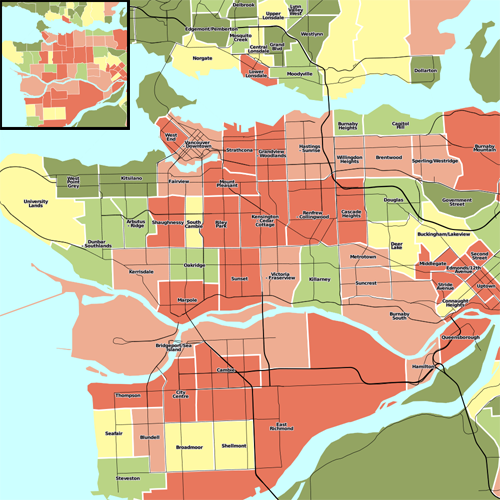 Delbrook
Lynn
Valley
West
Upper
Lonsdale
Edgemont/Pemberton
Mosquito
Creek
Westlynn
Central
Lonsdale
Grand
Blvd
Norgate
Lower
Lonsdale
Moodyville
Dollarton
West
End
Vancouver
Downtown
Strathcona
Grandview
Woodlands
Hastings
-Sunrise
Burnaby
Heights
Capitol
Hill
Willingdon
Heights
Brentwood
Sperling/Westridge
Burnaby
Mountain
West
Point
Grey
Kitsilano
Fairview
Mount
Pleasant
University
Lands
Arbutus
- Ridge
Shaughnessy
South
Cambie
Riley
Park
Kensington
Cedar
Cottage
Renfrew
Collingwood
Cascade
Heights
Douglas
Government
Street
Dunbar
-Southlands
Deer
Lake
Buckingham/Lakeview
Kerrisdale
Oakridge
Sunset
Victoria
- Fraserview
Killarney
Metrotown
Suncrest
Middlegate
Second
Street
Edmonds/12th
Avenue
Stride
Avenue
Uptown
Connaught
Heights
Marpole
Burnaby
South
Queensborough
Bridgeport/Sea
Island
Hamilton
Thompson
City
Centre
Cambie
East
Richmond
Seafair
Blundell
Broadmoor
Shellmont
Steveston